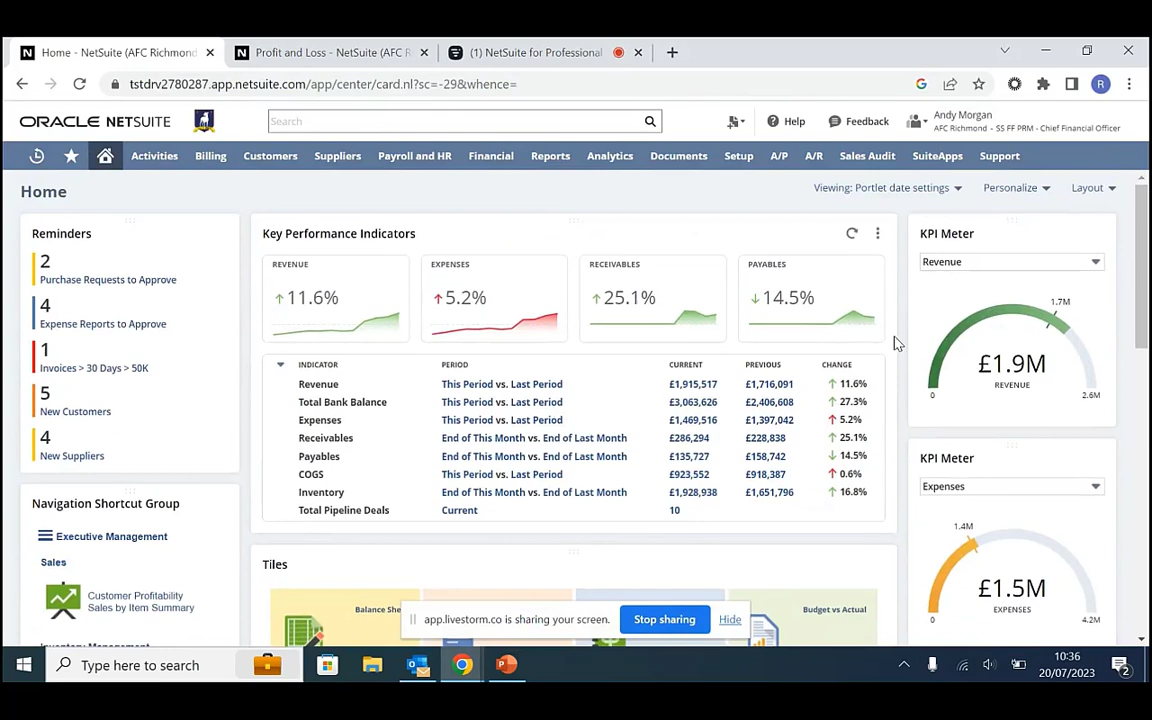 Home - NetSuite (AFC Richmond
Profit and Loss - NetSuite (AFC R
(1) NetSuite for Professional
tstdrv2780287.app.netsuite.com/app/center/card.nl?sc=-29&whence=
R
ORACLE NETSUITE
Search
Help
Feedback
Andy Morgan
AFC Richmond - SS FF PRM - Chief Financial Officer
Activities Billing Customers Suppliers Payroll and HR Financial Reports Analytics Documents Setup A/P A/R Sales Audit SuiteApps Support
Home
Viewing: Portlet date settings
Personalize
Layout
Reminders
2
Purchase Requests to Approve
4
Expense Reports to Approve
1
Invoices > 30 Days > 50K
5
New Customers
4
New Suppliers
Navigation Shortcut Group
Executive Management
Sales
Customer Profitability
Sales by Item Summary
Key Performance Indicators
REVENUE
11.6%
EXPENSES
5.2%
RECEIVABLES
25.1%
PAYABLES
14.5%
INDICATOR PERIOD CURRENT PREVIOUS CHANGE
Revenue This Period vs. Last Period £1,915,517 £1,716,091 11.6%
Total Bank Balance This Period vs. Last Period £3,063,626 £2,406,608 27.3%
Expenses This Period vs. Last Period £1,469,516 £1,397,042 5.2%
Receivables End of This Month vs. End of Last Month £286,294 £228,838 25.1%
Payables End of This Month vs. End of Last Month £135,727 £158,742 14.5%
COGS This Period vs. Last Period £923,552 £918,387 0.6%
Inventory End of This Month vs. End of Last Month £1,928,938 £1,651,796 16.8%
Total Pipeline Deals Current 10
Tiles
Balance She
Budget vs Actual
KPI Meter
Revenue
1.7M
£1.9M
REVENUE
0
2.6M
KPI Meter
Expenses
1.4M
£1.5M
EXPENSES
0
4.2M
app.livestorm.co is sharing your screen.
Stop sharing
Hide
Type here to search
10:36
20/07/2023
2